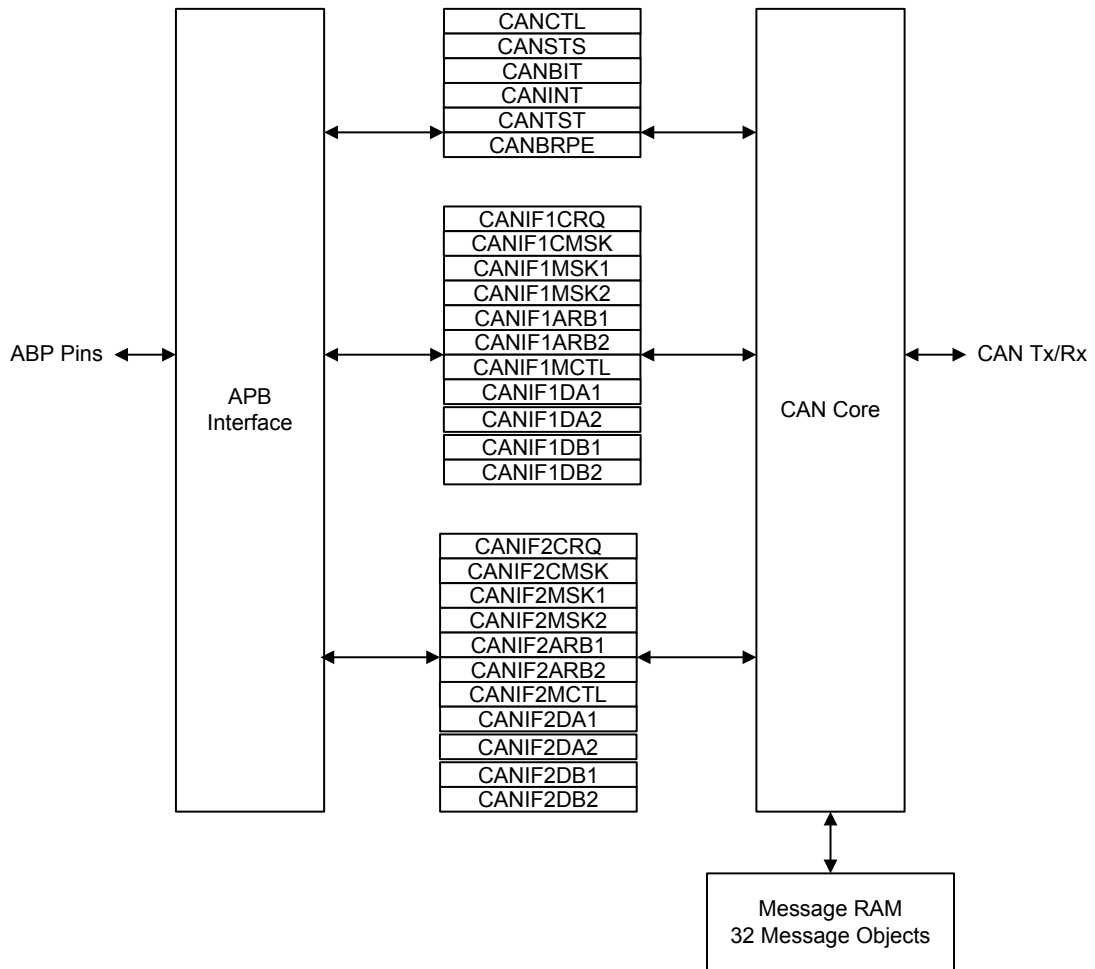 CANCTL
CANSTS
CANBIT
CANINT
CANTST
CANBRPE
CANIF1CRQ
CANIF1CMSK
CANIF1MSK1
CANIF1MSK2
CANIF1ARB1
CANIF1ARB2
CANIF1MCTL
CANIF1DA1
CANIF1DA2
CANIF1DB1
CANIF1DB2
ABP Pins
APB
Interface
CAN Core
CAN Tx/Rx
CANIF2CRQ
CANIF2CMSK
CANIF2MSK1
CANIF2MSK2
CANIF2ARB1
CANIF2ARB2
CANIF2MCTL
CANIF2DA1
CANIF2DA2
CANIF2DB1
CANIF2DB2
Message RAM
32 Message Objects